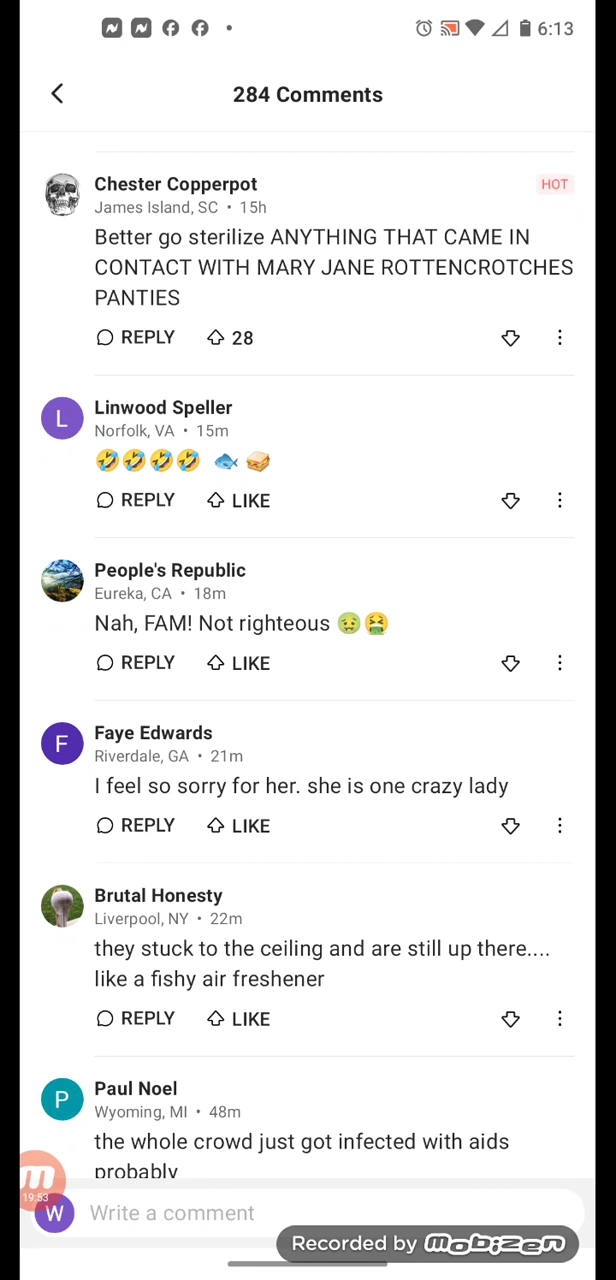 6:13
284 Comments
Chester Copperpot
HOT
James Island, SC • 15h
Better go sterilize ANYTHING THAT CAME IN
CONTACT WITH MARY JANE ROTTENCROTCHES
PANTIES
REPLY 28
L
Linwood Speller
Norfolk, VA • 15m
🤣🤣🤣🤣 🐟 🥪
REPLY LIKE
People's Republic
Eureka, CA • 18m
Nah, FAM! Not righteous 🤢🤮
REPLY LIKE
F
Faye Edwards
Riverdale, GA • 21m
I feel so sorry for her. she is one crazy lady
REPLY LIKE
Brutal Honesty
Liverpool, NY • 22m
they stuck to the ceiling and are still up there....
like a fishy air freshener
REPLY LIKE
P
Paul Noel
Wyoming, MI • 48m
the whole crowd just got infected with aids
probably
19:53
W
Write a comment
Recorded by mobizen